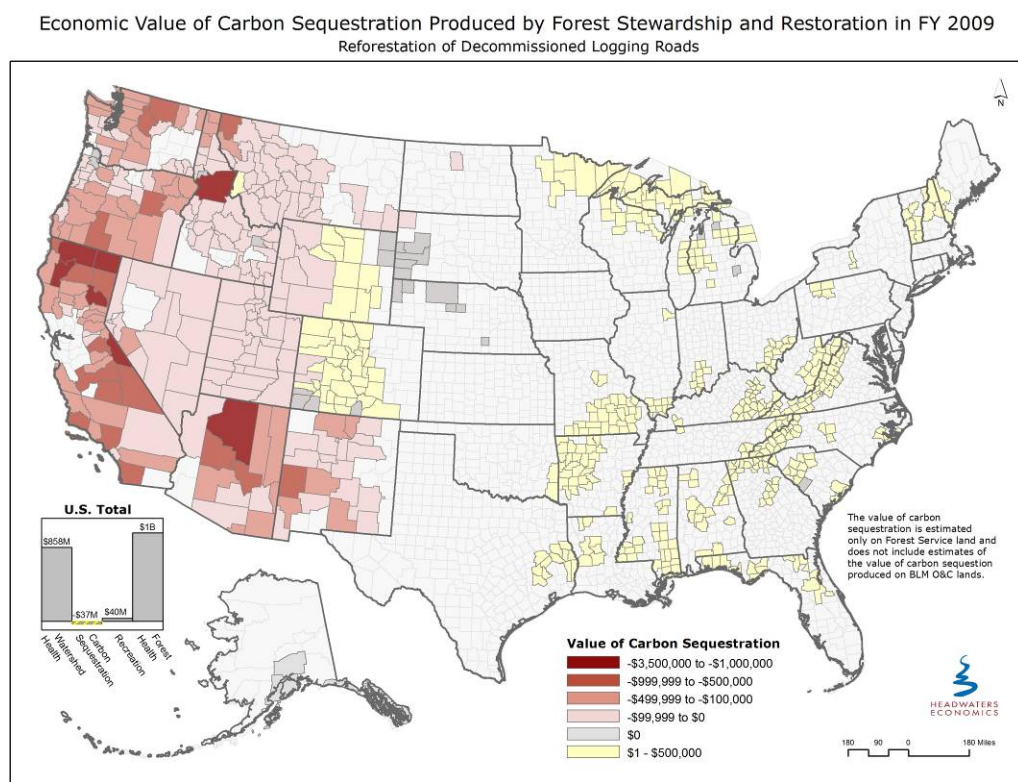 Economic Value of Carbon Sequestration Produced by Forest Stewardship and Restoration in FY 2009
Reforestation of Decommissioned Logging Roads
N
U.S. Total
$858M
-$37M
$40M
$1B
Watershed
Health
Carbon
Sequestration
Recreation
Forest
Health
The value of carbon
sequestration is estimated
only on Forest Service land and
does not include estimates of
the value of carbon sequestion
produced on BLM O&C lands.
Value of Carbon Sequestration
-$3,500,000 to -$1,000,000
-$999,999 to -$500,000
-$499,999 to -$100,000
-$99,999 to $0
$0
$1 - $500,000
HEADWATERS
ECONOMICS
180 90 0 180 Miles